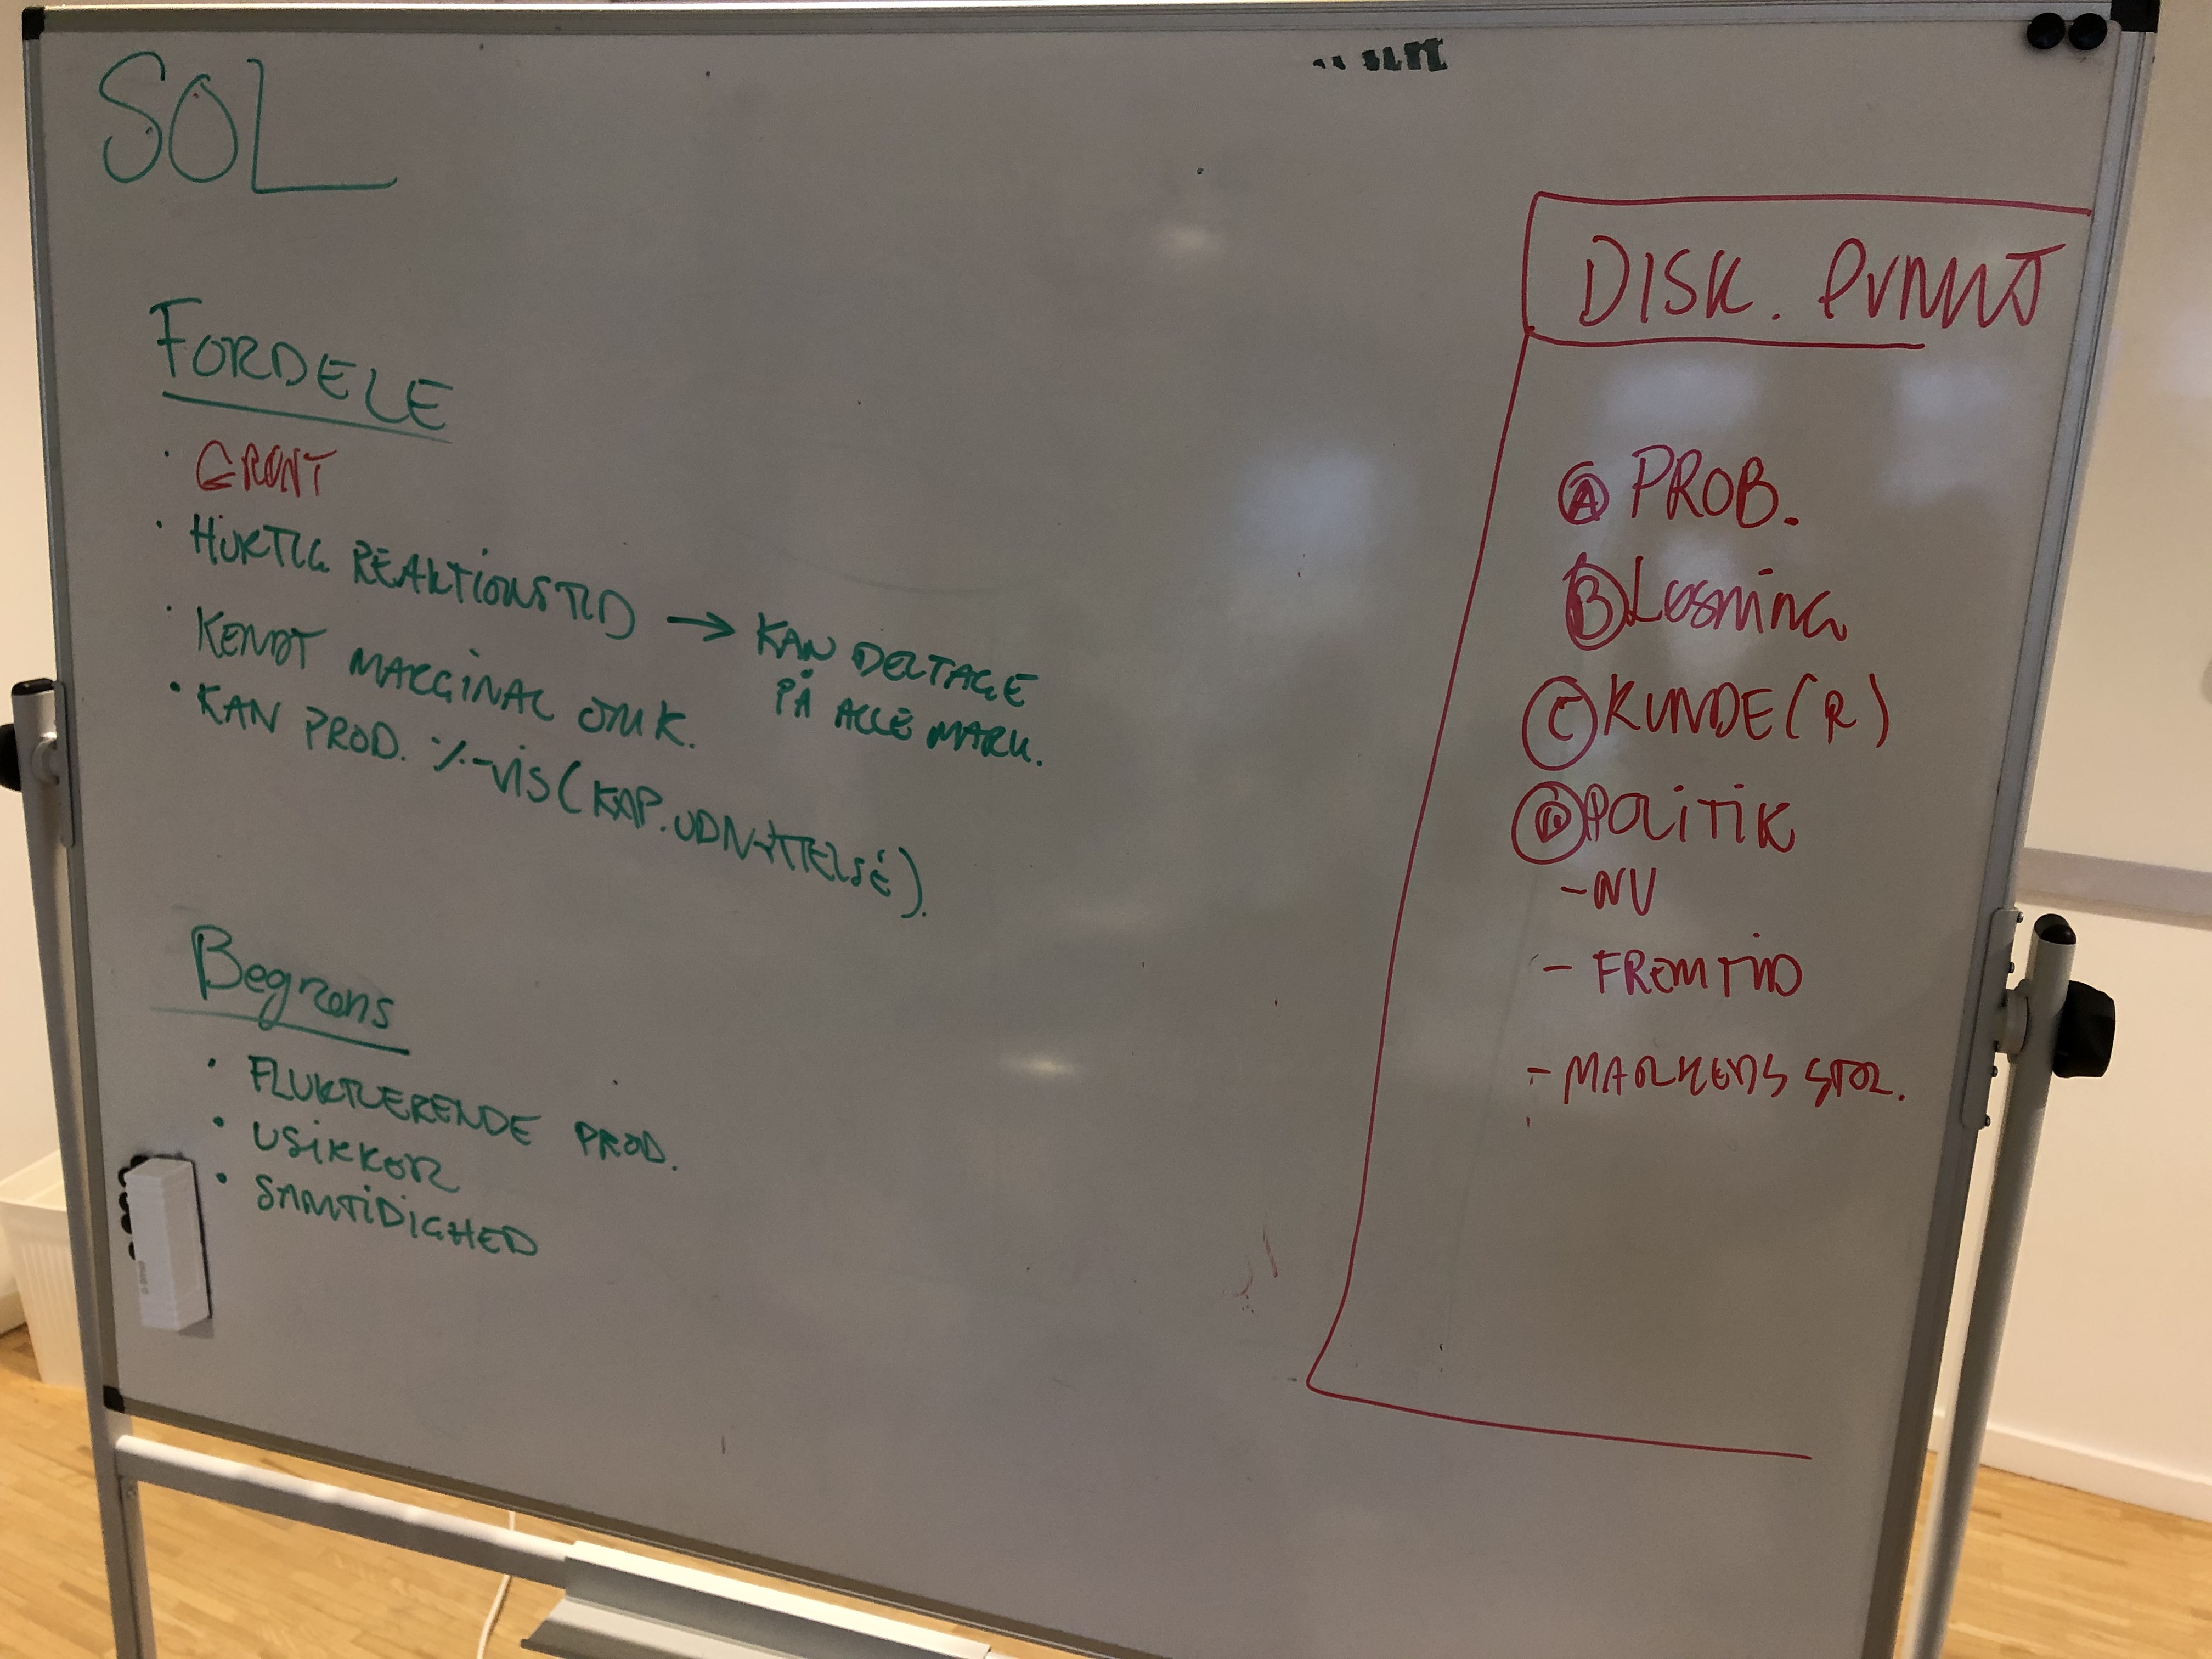 SOL
FORDELE
· GRØNT
· HURTIG REAKTIONSTID → KAN DELTAGE
PÅ ALLE MARK.
· KENDT MARGINAL OMK.
· KAN PROD. %-VIS (KAP. UDNYTTELSE).
Begræns
· FLUKTUERENDE PROD.
· USIKKER
· SAMTIDIGHED
DISK. PUNKT
Ⓐ PROB.
Ⓑ Løsning
Ⓒ KUNDE(R)
Ⓓ POLITIK
- NU
- FREMTID
- MARKEDS STØR.